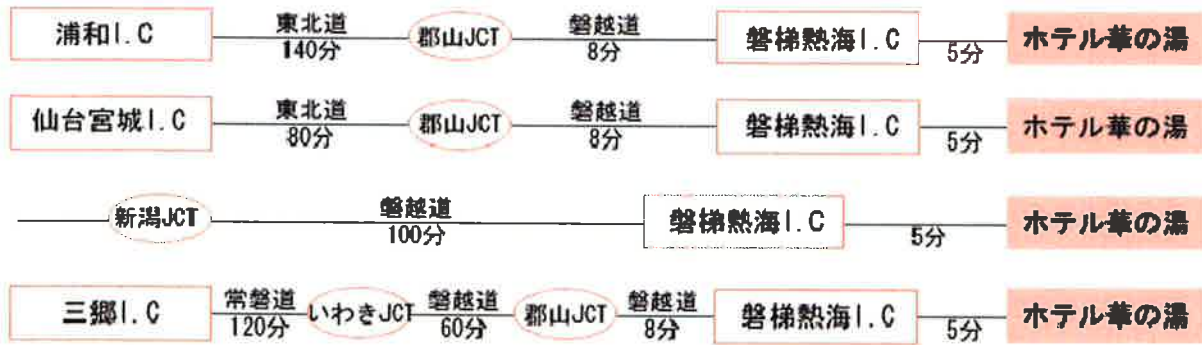 浦和I.C 東北道 140分 郡山JCT 磐越道 8分 磐梯熱海I.C 5分 ホテル華の湯
仙台宮城I.C 東北道 80分 郡山JCT 磐越道 8分 磐梯熱海I.C 5分 ホテル華の湯
新潟JCT 磐越道 100分 磐梯熱海I.C 5分 ホテル華の湯
三郷I.C 常磐道 120分 いわきJCT 磐越道 60分 郡山JCT 磐越道 8分 磐梯熱海I.C 5分 ホテル華の湯